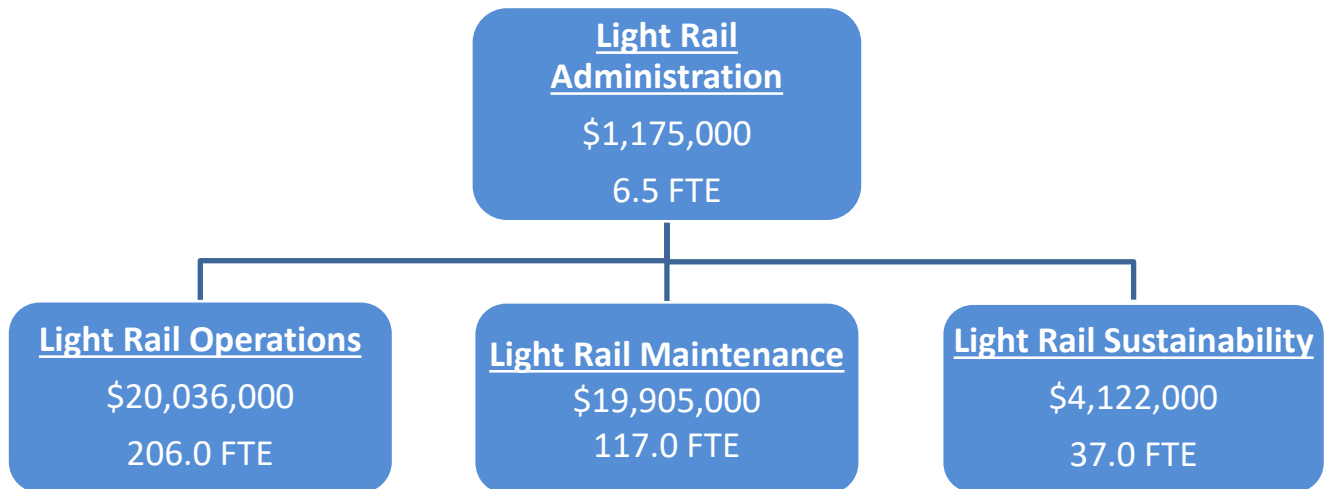 Light Rail
Administration
$1,175,000
6.5 FTE
Light Rail Operations
$20,036,000
206.0 FTE
Light Rail Maintenance
$19,905,000
117.0 FTE
Light Rail Sustainability
$4,122,000
37.0 FTE